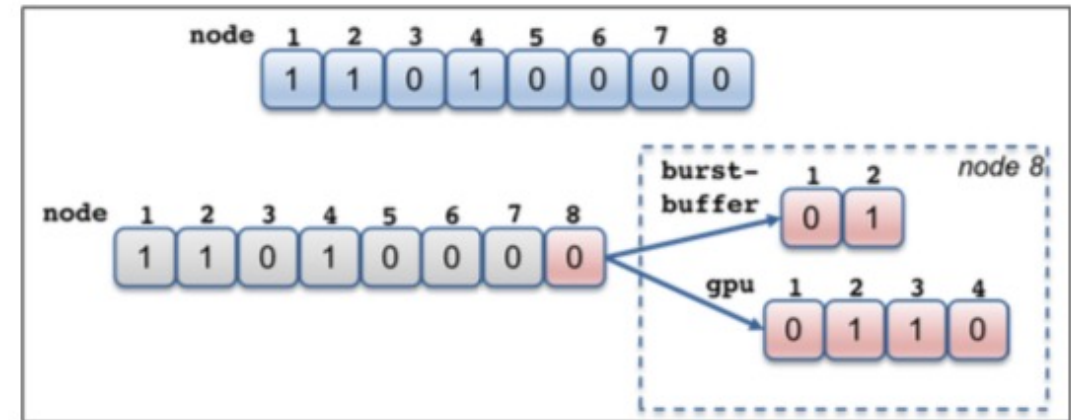 node 1 2 3 4 5 6 7 8
1 1 0 1 0 0 0 0
node 8
burst- 1 2
buffer 0 1
node 1 2 3 4 5 6 7 8
1 1 0 1 0 0 0 0
gpu 1 2 3 4
0 1 1 0